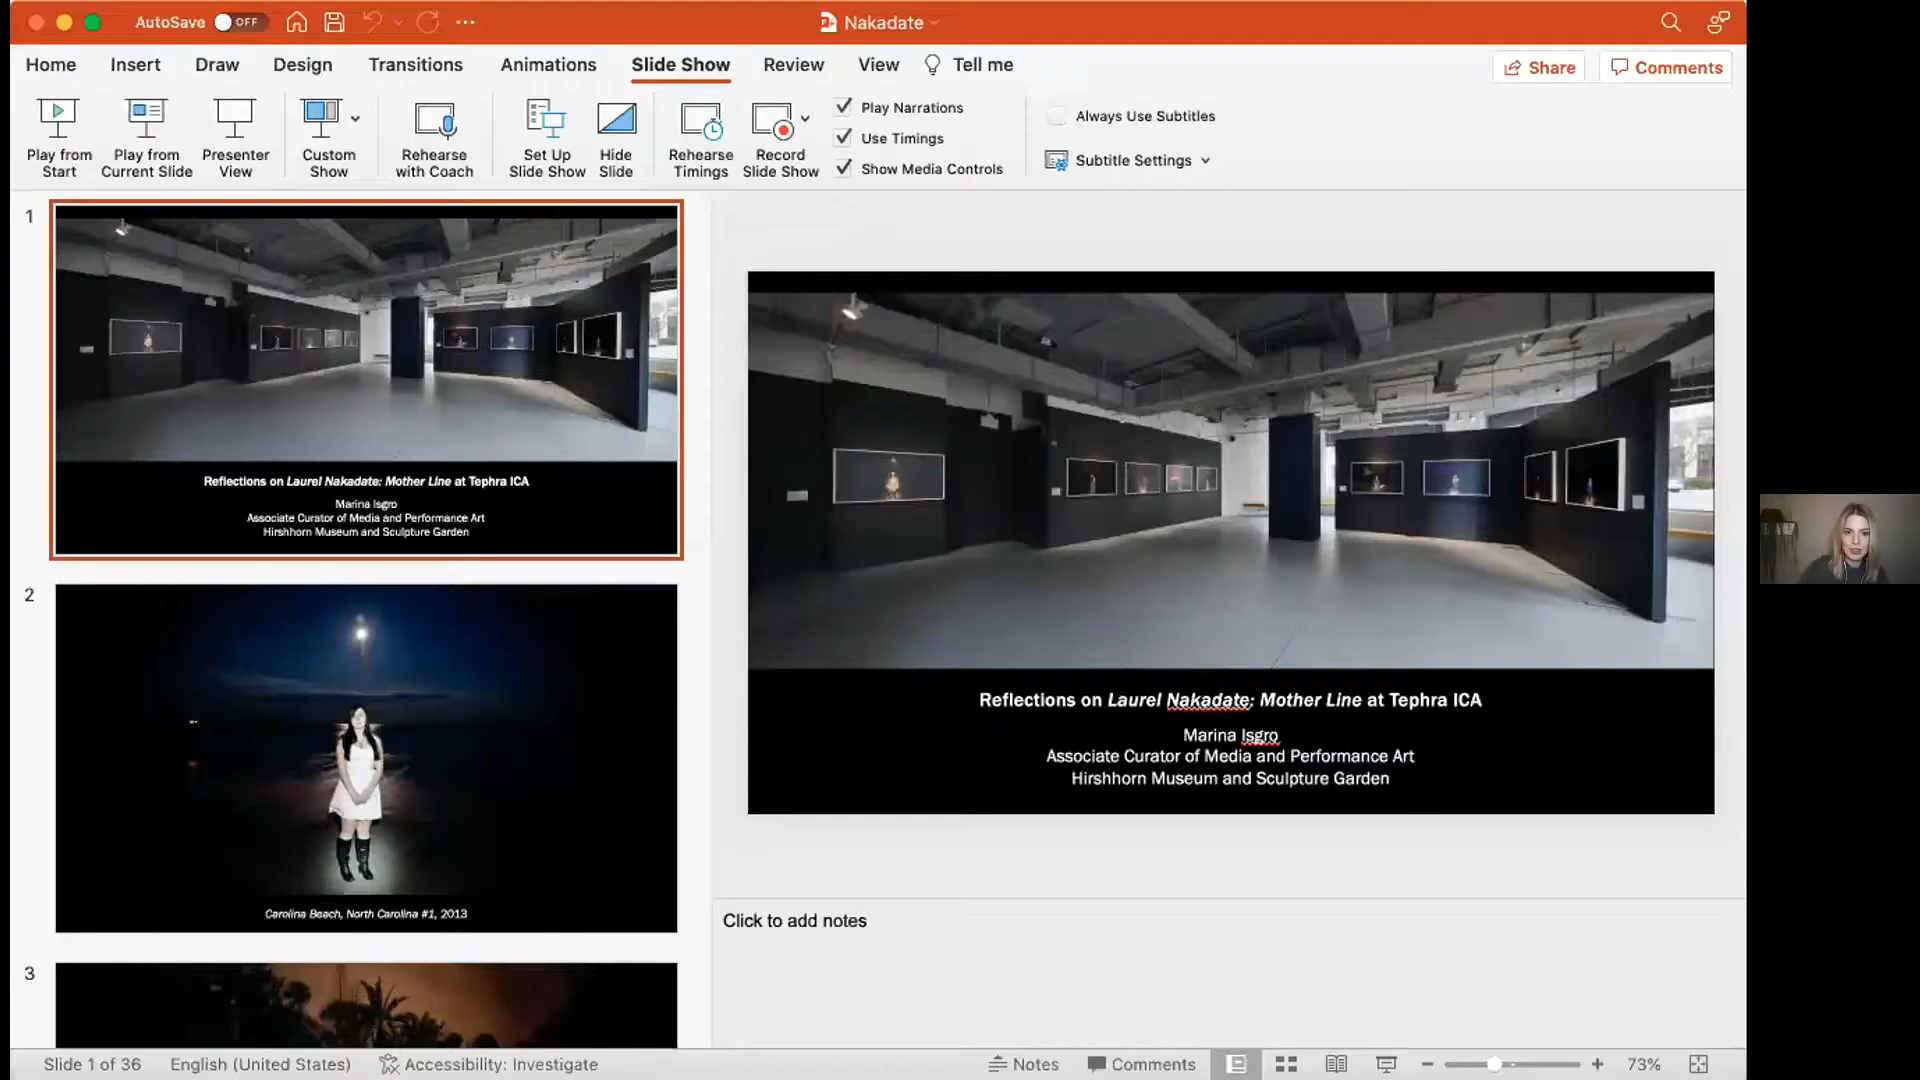 AutoSave OFF
Nakadate
Home Insert Draw Design Transitions Animations Slide Show Review View Tell me
Share Comments
Play from Start
Play from Current Slide
Presenter View
Custom Show
Rehearse with Coach
Set Up Slide Show
Hide Slide
Rehearse Timings
Record Slide Show
Play Narrations
Use Timings
Show Media Controls
Always Use Subtitles
Subtitle Settings
1
Reflections on Laurel Nakadate: Mother Line at Tephra ICA
Marina Isgro
Associate Curator of Media and Performance Art
Hirshhorn Museum and Sculpture Garden
2
Carolina Beach, North Carolina #1, 2013
3
Reflections on Laurel Nakadate: Mother Line at Tephra ICA
Marina Isgro
Associate Curator of Media and Performance Art
Hirshhorn Museum and Sculpture Garden
Click to add notes
Slide 1 of 36 English (United States) Accessibility: Investigate
Notes Comments 73%